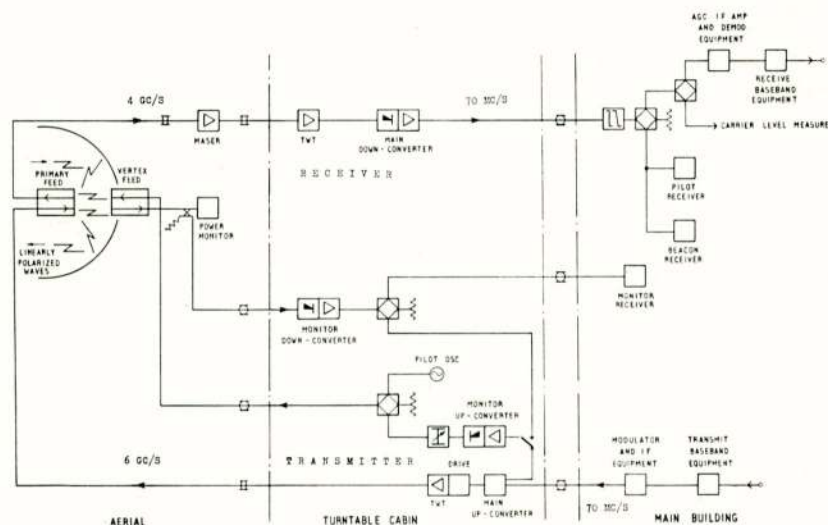 AGC IF AMP
AND DEMOD
EQUIPMENT
4 GC/S
70 MC/S
RECEIVE
BASEBAND
EQUIPMENT
MASER
TWT
MAIN
DOWN-CONVERTER
CARRIER LEVEL MEASURE
RECEIVER
PRIMARY
FEED
VERTEX
FEED
PILOT
RECEIVER
POWER
MONITOR
LINEARLY
POLARIZED
WAVES
BEACON
RECEIVER
MONITOR
RECEIVER
MONITOR
DOWN-CONVERTER
PILOT OSC
MONITOR
UP-CONVERTER
6 GC/S
TRANSMITTER
MODULATOR
AND IF
EQUIPMENT
TRANSMIT
BASEBAND
EQUIPMENT
DRIVE
TWT
MAIN
UP-CONVERTER
70 MC/S
AERIAL
TURNTABLE CABIN
MAIN BUILDING